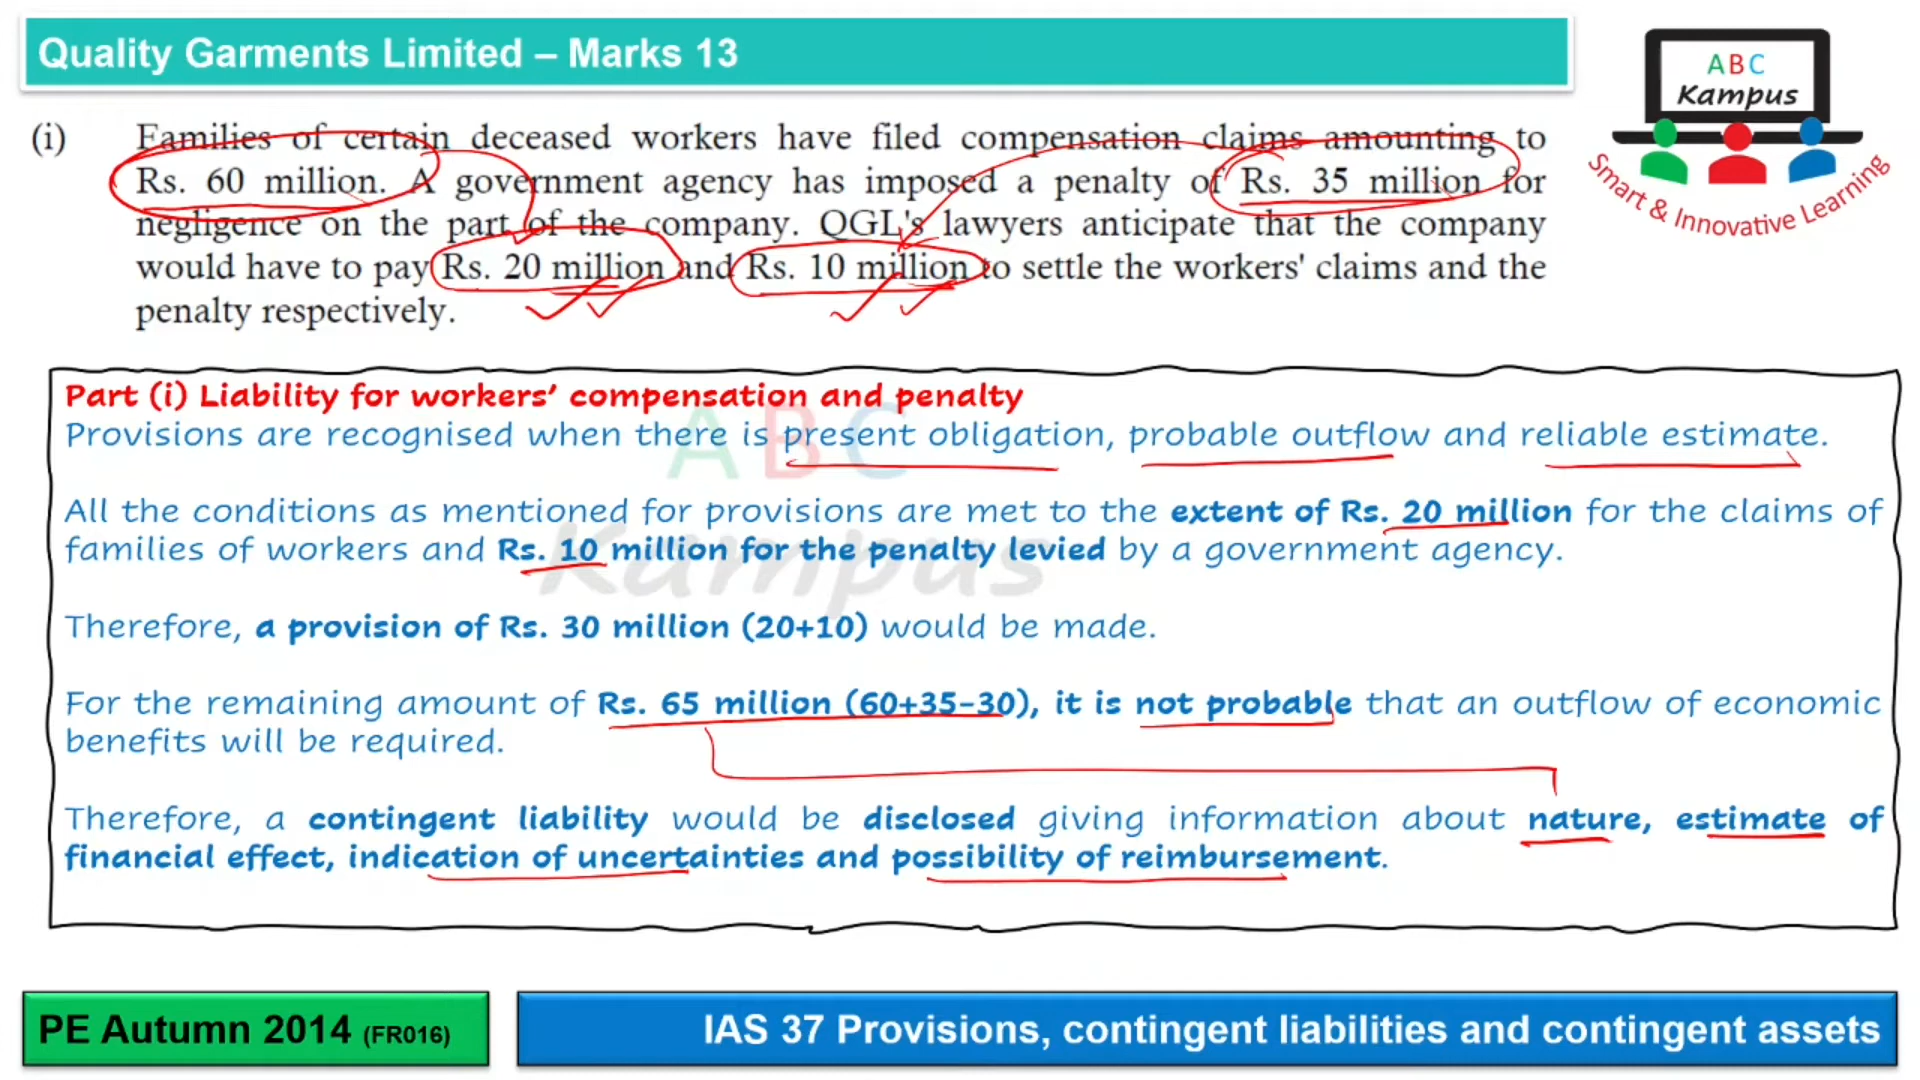 Quality Garments Limited – Marks 13
ABC
Kampus
Smart & Innovative Learning
(i) Families of certain deceased workers have filed compensation claims amounting to
Rs. 60 million. A government agency has imposed a penalty of Rs. 35 million for
negligence on the part of the company. QGL's lawyers anticipate that the company
would have to pay Rs. 20 million and Rs. 10 million to settle the workers' claims and the
penalty respectively.
Part (i) Liability for workers’ compensation and penalty
Provisions are recognised when there is present obligation, probable outflow and reliable estimate.
All the conditions as mentioned for provisions are met to the extent of Rs. 20 million for the claims of
families of workers and Rs. 10 million for the penalty levied by a government agency.
Therefore, a provision of Rs. 30 million (20+10) would be made.
For the remaining amount of Rs. 65 million (60+35–30), it is not probable that an outflow of economic
benefits will be required.
Therefore, a contingent liability would be disclosed giving information about nature, estimate of
financial effect, indication of uncertainties and possibility of reimbursement.
ABC
Kampus
PE Autumn 2014 (FR016)
IAS 37 Provisions, contingent liabilities and contingent assets